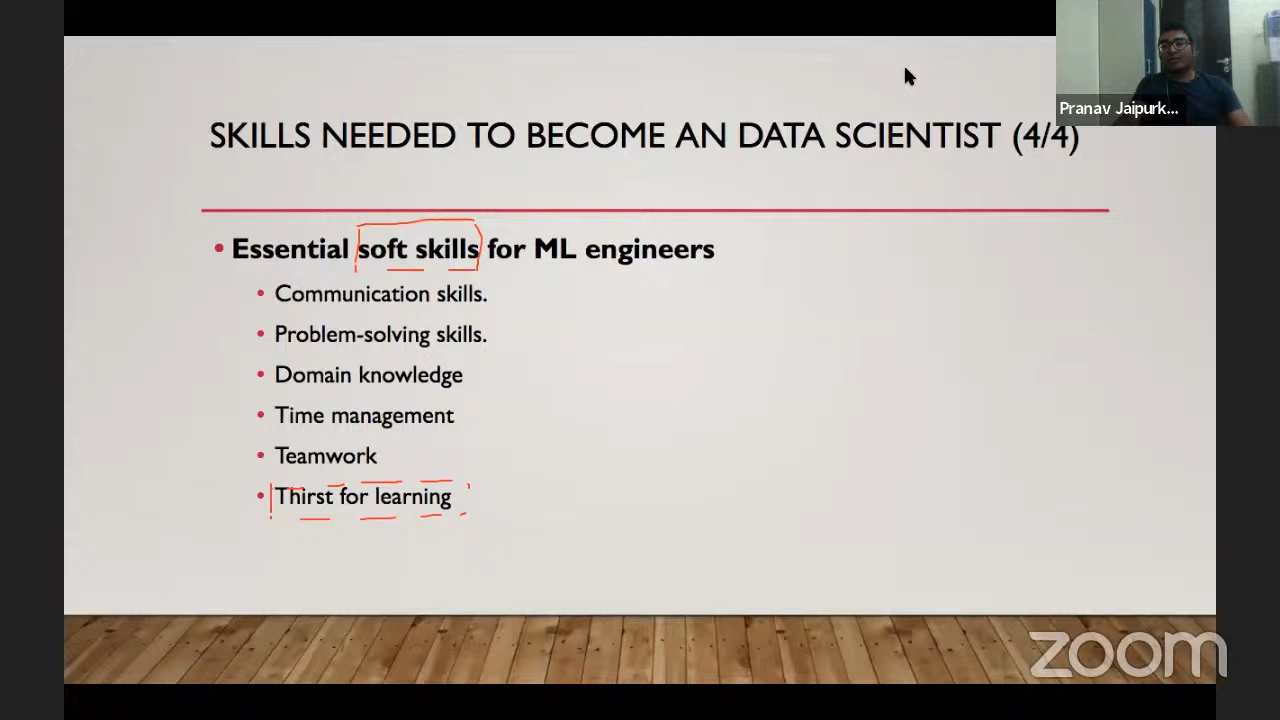 Pranav Jaipurk...
SKILLS NEEDED TO BECOME AN DATA SCIENTIST (4/4)
• Essential soft skills for ML engineers
• Communication skills.
• Problem-solving skills.
• Domain knowledge
• Time management
• Teamwork
• Thirst for learning
zoom